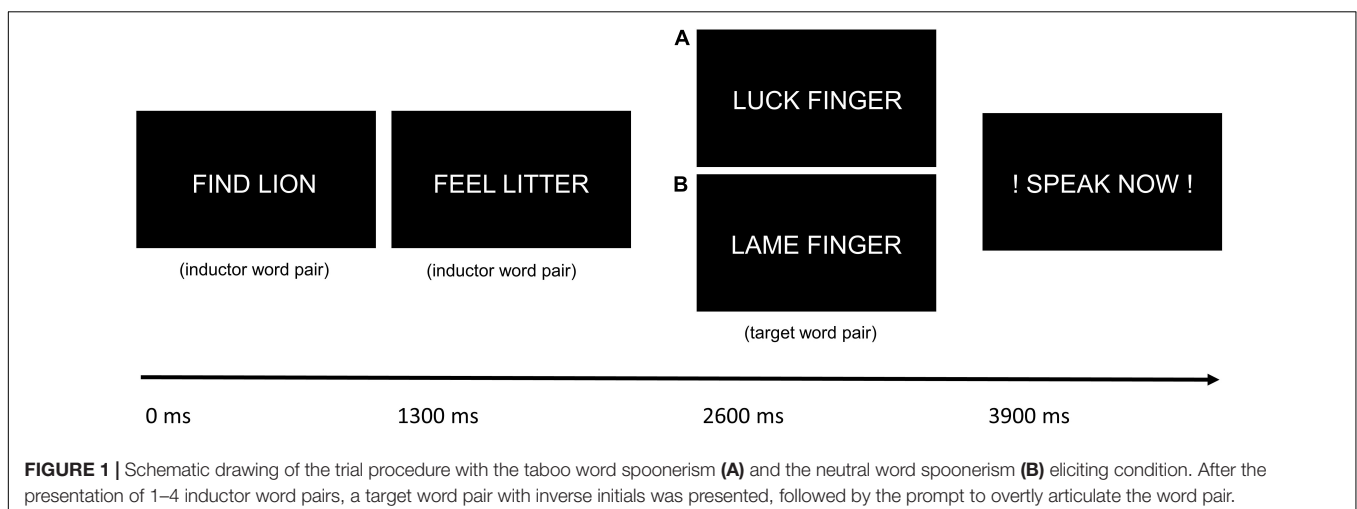 A
LUCK FINGER
FIND LION
FEEL LITTER
! SPEAK NOW !
B
LAME FINGER
(inductor word pair)
(inductor word pair)
(target word pair)
0 ms
1300 ms
2600 ms
3900 ms
FIGURE 1 | Schematic drawing of the trial procedure with the taboo word spoonerism (A) and the neutral word spoonerism (B) eliciting condition. After the
presentation of 1–4 inductor word pairs, a target word pair with inverse initials was presented, followed by the prompt to overtly articulate the word pair.